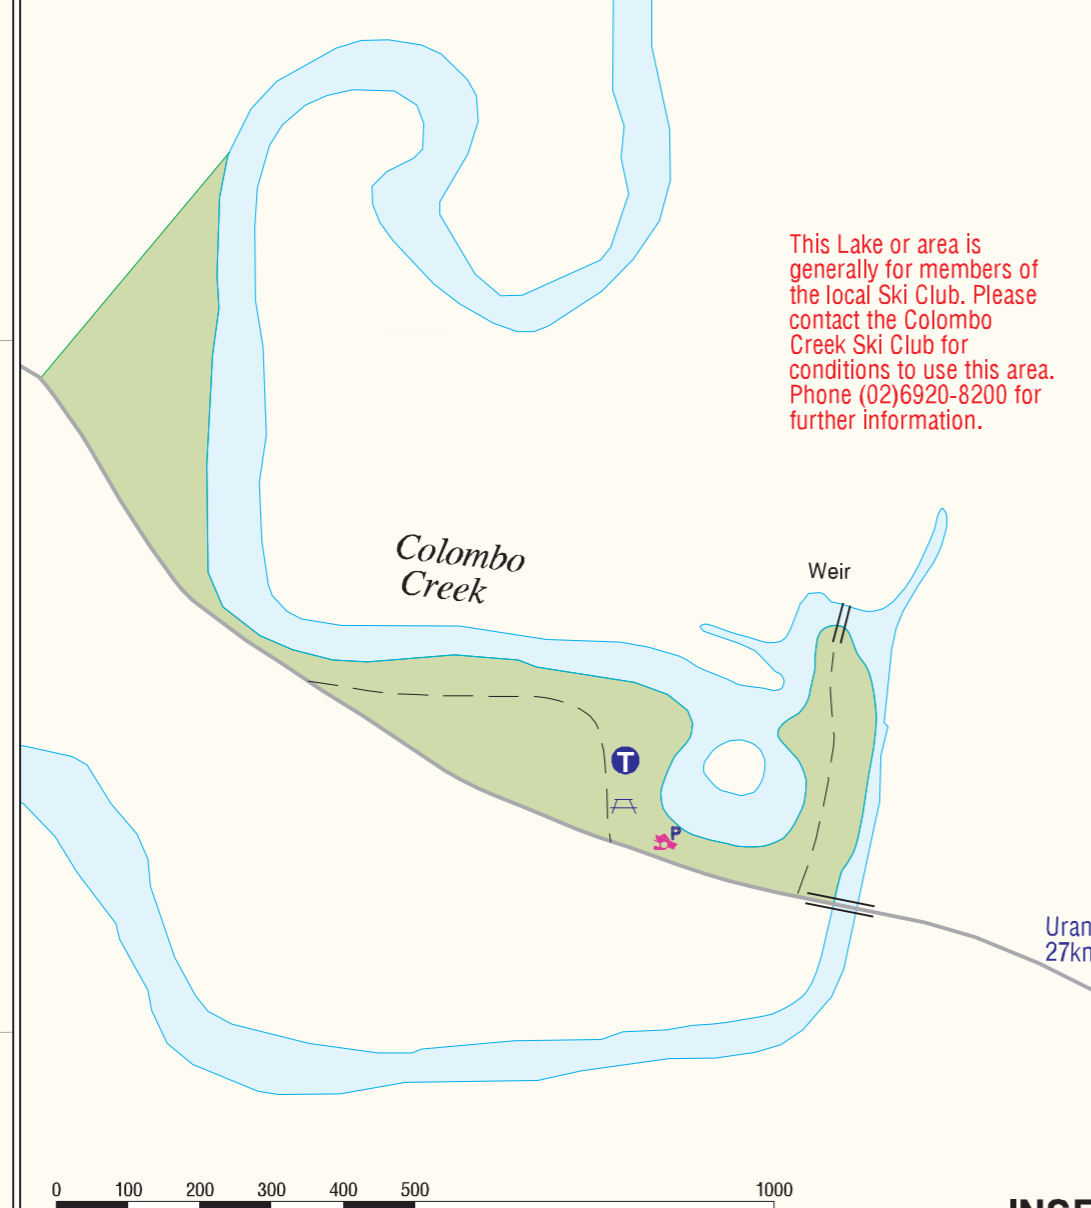 This Lake or area is
generally for members of
the local Ski Club. Please
contact the Colombo
Creek Ski Club for
conditions to use this area.
Phone (02)6920-8200 for
further information.
Colombo
Creek
Weir
T
P
27km
0 100 200 300 400 500 1000